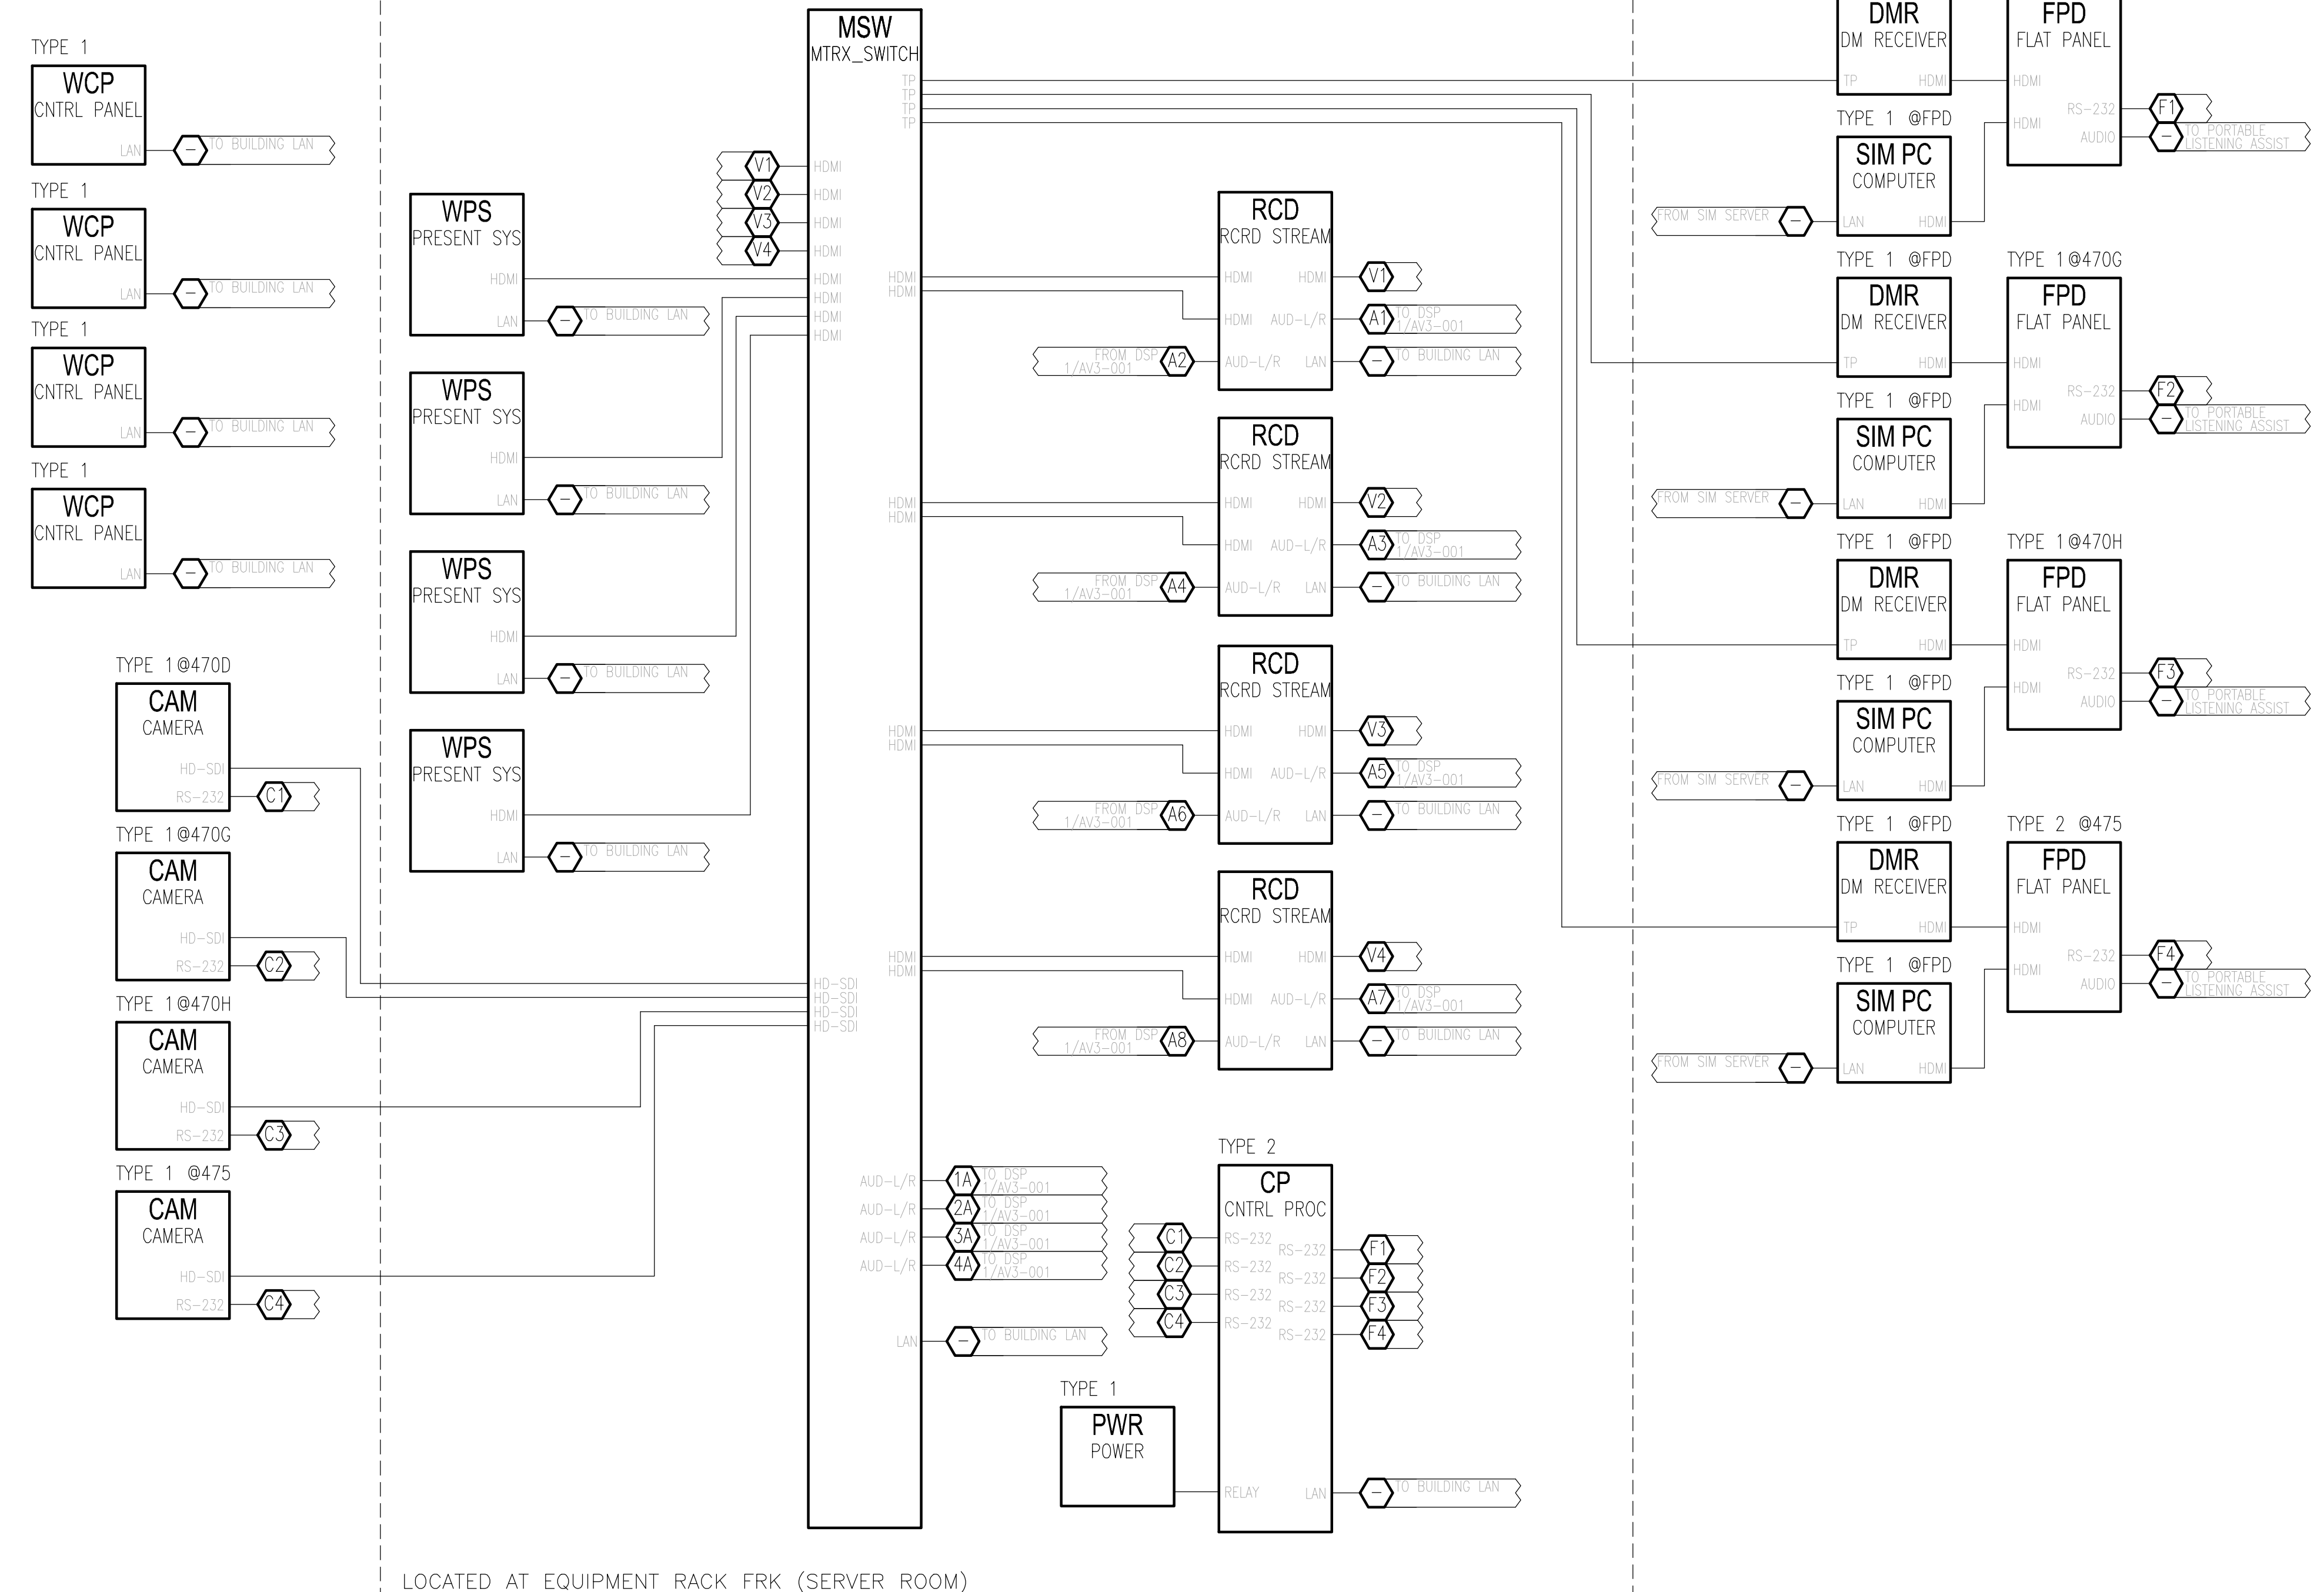 TYPE 1
WCP
CNTRL PANEL
LAN
-
TO BUILDING LAN
TYPE 1
WCP
CNTRL PANEL
LAN
-
TO BUILDING LAN
TYPE 1
WCP
CNTRL PANEL
LAN
-
TO BUILDING LAN
TYPE 1
WCP
CNTRL PANEL
LAN
-
TO BUILDING LAN
TYPE 1@470D
CAM
CAMERA
HD-SDI
RS-232
C1
TYPE 1@470G
CAM
CAMERA
HD-SDI
RS-232
C2
TYPE 1@470H
CAM
CAMERA
HD-SDI
RS-232
C3
TYPE 1 @475
CAM
CAMERA
HD-SDI
RS-232
C4
WPS
PRESENT SYS
HDMI
LAN
-
TO BUILDING LAN
WPS
PRESENT SYS
HDMI
LAN
-
TO BUILDING LAN
WPS
PRESENT SYS
HDMI
LAN
-
TO BUILDING LAN
WPS
PRESENT SYS
HDMI
LAN
-
TO BUILDING LAN
MSW
MTRX_SWITCH
TP
TP
TP
TP
V1 HDMI
V2 HDMI
V3 HDMI
V4 HDMI
HDMI
HDMI
HDMI
HDMI
HDMI
HDMI
HDMI
HDMI
HDMI
HDMI
HDMI
HDMI
HD-SDI
HD-SDI
HD-SDI
HD-SDI
AUD-L/R 1A TO DSP
1/AV3-001
AUD-L/R 2A TO DSP
1/AV3-001
AUD-L/R 3A TO DSP
1/AV3-001
AUD-L/R 4A TO DSP
1/AV3-001
LAN - TO BUILDING LAN
RCD
RCRD STREAM
HDMI HDMI V1
HDMI AUD-L/R A1 TO DSP
1/AV3-001
FROM DSP
1/AV3-001
A2 AUD-L/R LAN - TO BUILDING LAN
RCD
RCRD STREAM
HDMI HDMI V2
HDMI AUD-L/R A3 TO DSP
1/AV3-001
FROM DSP
1/AV3-001
A4 AUD-L/R LAN - TO BUILDING LAN
RCD
RCRD STREAM
HDMI HDMI V3
HDMI AUD-L/R A5 TO DSP
1/AV3-001
FROM DSP
1/AV3-001
A6 AUD-L/R LAN - TO BUILDING LAN
RCD
RCRD STREAM
HDMI HDMI V4
HDMI AUD-L/R A7 TO DSP
1/AV3-001
FROM DSP
1/AV3-001
A8 AUD-L/R LAN - TO BUILDING LAN
TYPE 2
CP
CNTRL PROC
C1 RS-232 RS-232 F1
C2 RS-232 RS-232 F2
C3 RS-232 RS-232 F3
C4 RS-232 RS-232 F4
RELAY LAN - TO BUILDING LAN
TYPE 1
PWR
POWER
DMR
DM RECEIVER
TP HDMI
FPD
FLAT PANEL
HDMI
RS-232 F1
HDMI
AUDIO - TO PORTABLE
LISTENING ASSIST
TYPE 1 @FPD
SIM PC
COMPUTER
FROM SIM SERVER - LAN HDMI
TYPE 1 @FPD
DMR
DM RECEIVER
TP HDMI
TYPE 1@470G
FPD
FLAT PANEL
HDMI
RS-232 F2
HDMI
AUDIO - TO PORTABLE
LISTENING ASSIST
TYPE 1 @FPD
SIM PC
COMPUTER
FROM SIM SERVER - LAN HDMI
TYPE 1 @FPD
DMR
DM RECEIVER
TP HDMI
TYPE 1@470H
FPD
FLAT PANEL
HDMI
RS-232 F3
HDMI
AUDIO - TO PORTABLE
LISTENING ASSIST
TYPE 1 @FPD
SIM PC
COMPUTER
FROM SIM SERVER - LAN HDMI
TYPE 1 @FPD
DMR
DM RECEIVER
TP HDMI
TYPE 2 @475
FPD
FLAT PANEL
HDMI
RS-232 F4
HDMI
AUDIO - TO PORTABLE
LISTENING ASSIST
TYPE 1 @FPD
SIM PC
COMPUTER
FROM SIM SERVER - LAN HDMI
LOCATED AT EQUIPMENT RACK FRK (SERVER ROOM)